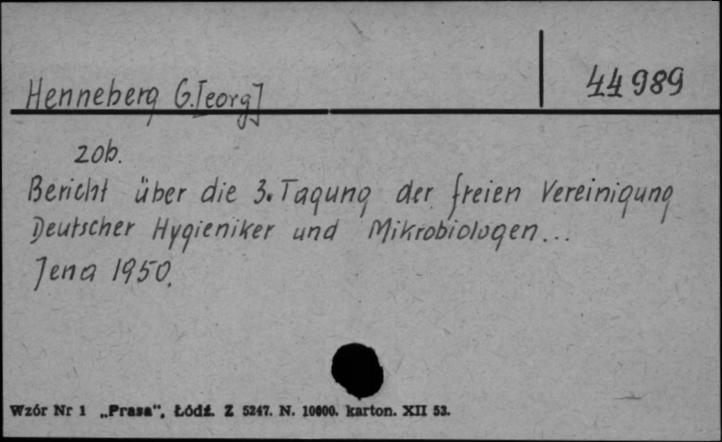 44989
Henneberg G.[eorg]
zob.
Bericht über die 3. Tagung der freien Vereinigung
Deutscher Hygieniker und Mikrobiologen...
Jena 1950.
Wzór Nr 1 „Prasa”, Łódź. Z 5247. N. 10000. karton. XII 53.